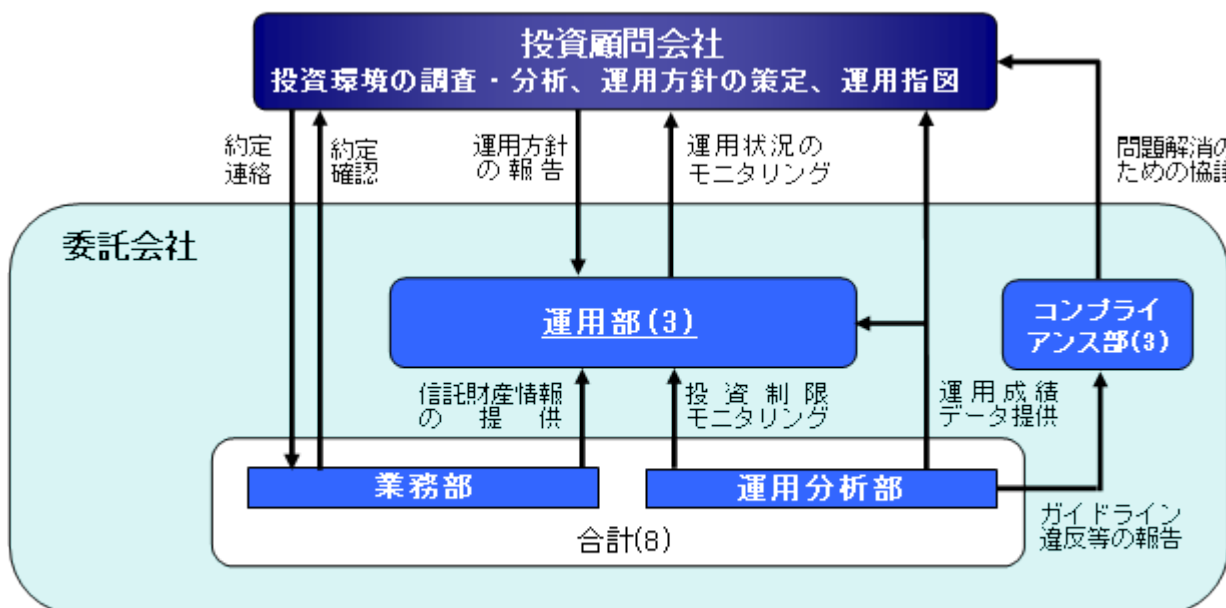 投資顧問会社
投資環境の調査・分析、運用方針の策定、運用指図
約定
連絡
約定
確認
運用方針
の報告
運用状況の
モニタリング
問題解消の
ための協議
委託会社
運用部(3)
コンプライ
アンス部(3)
信託財産情報
の提供
投資制限
モニタリング
運用成績
データ提供
業務部
運用分析部
合計(8)
ガイドライン
違反等の報告